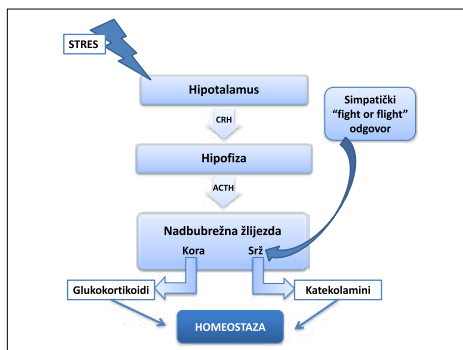 STRES
Hipotalamus
CRH
Simpatički
“fight or flight”
odgovor
Hipofiza
ACTH
Nadbubrežna žlijezda
Kora Srž
Glukokortikoidi
Katekolamini
HOMEOSTAZA